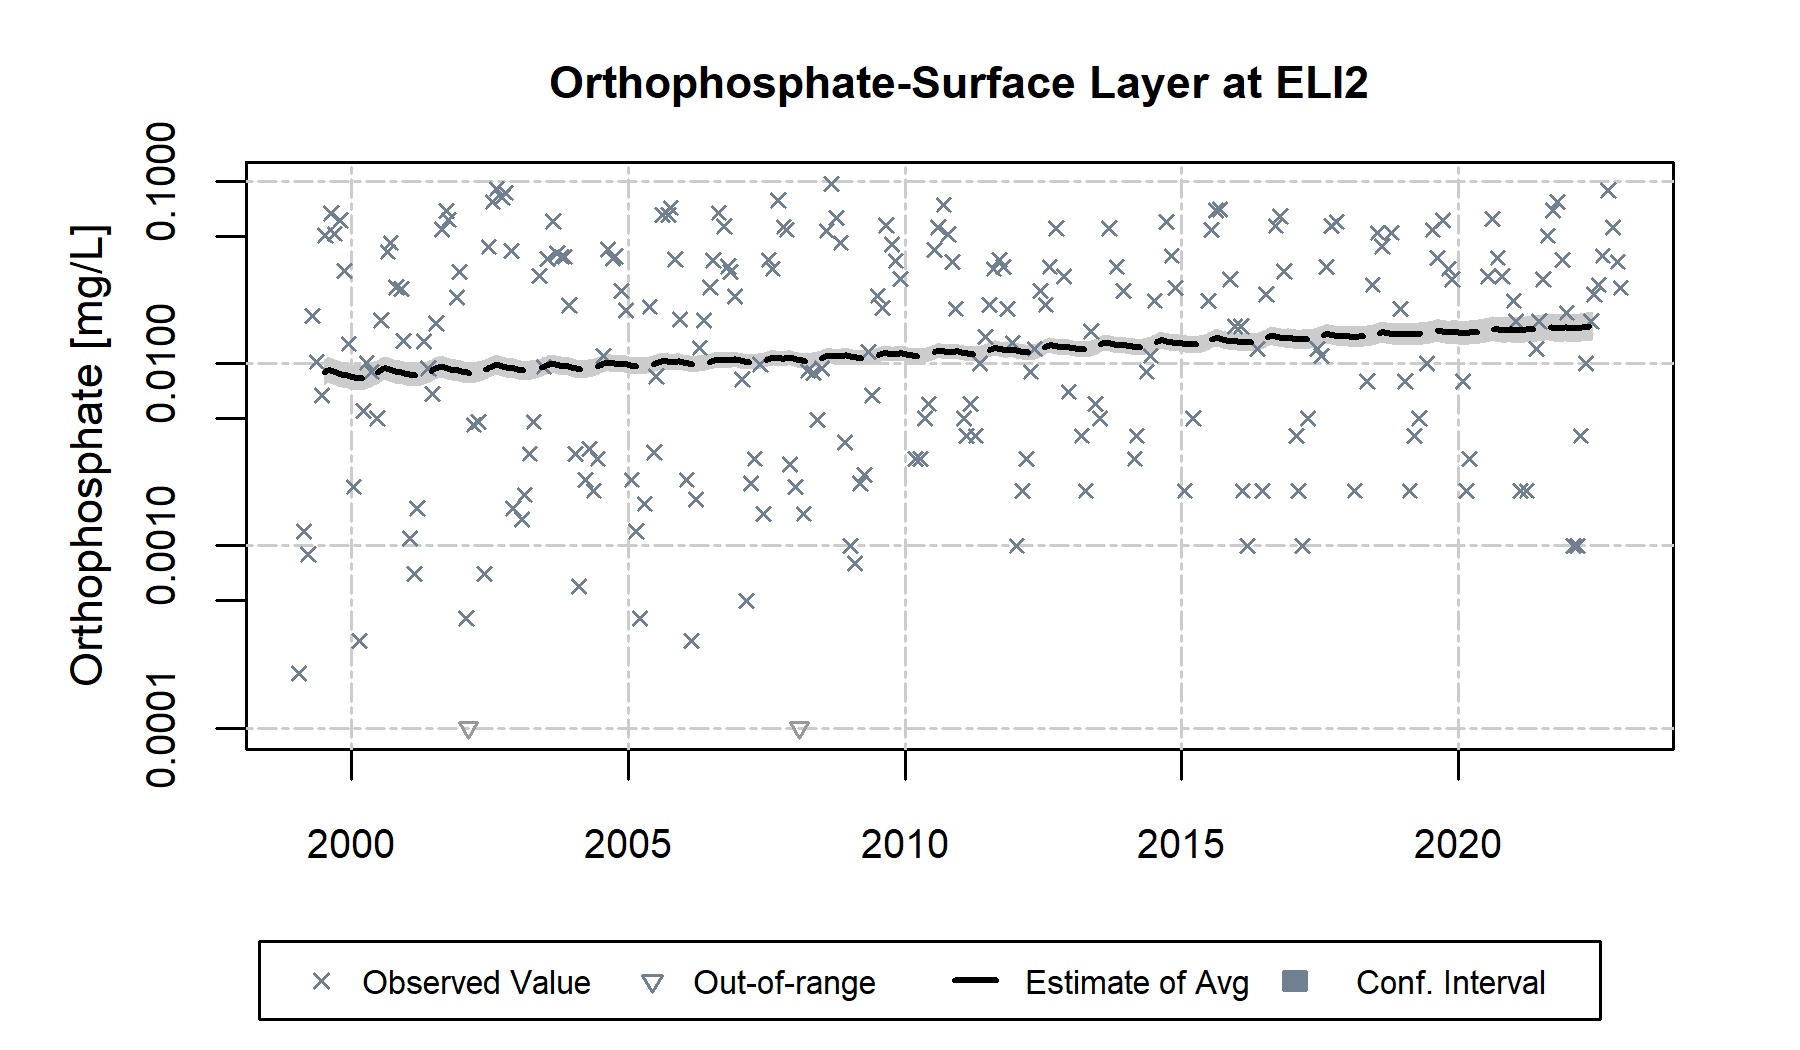 Orthophosphate-Surface Layer at ELI2
Orthophosphate [mg/L]
0.1000
0.0100
0.0010
0.0001
2000 2005 2010 2015 2020
Observed Value Out-of-range Estimate of Avg Conf. Interval